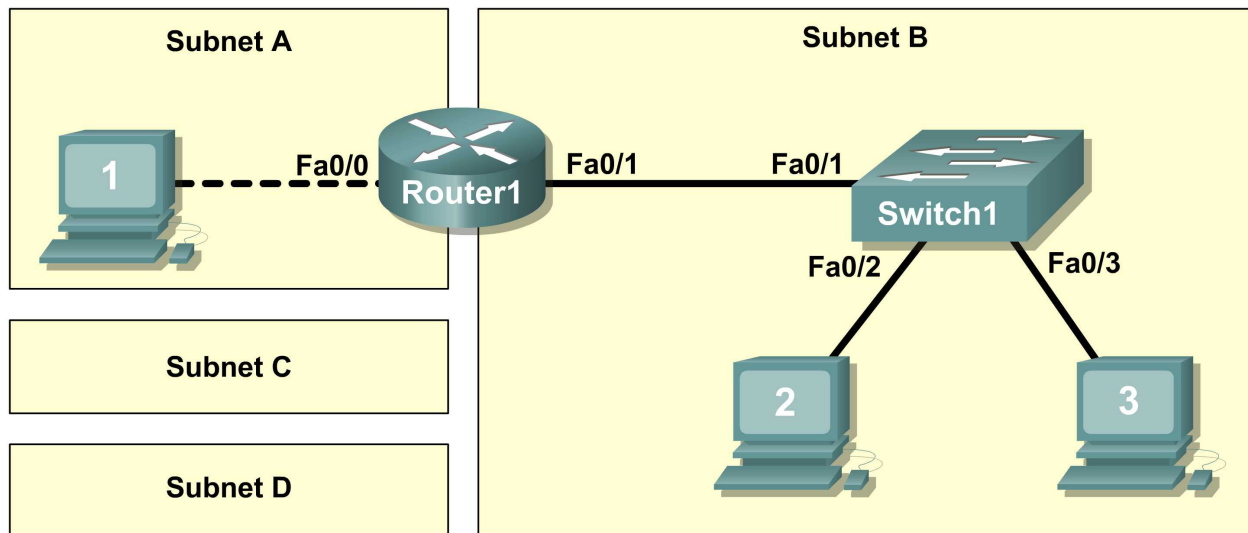 Subnet A
Subnet B
1
Fa0/0
Router1
Fa0/1
Fa0/1
Switch1
Fa0/2
Fa0/3
Subnet C
2
3
Subnet D